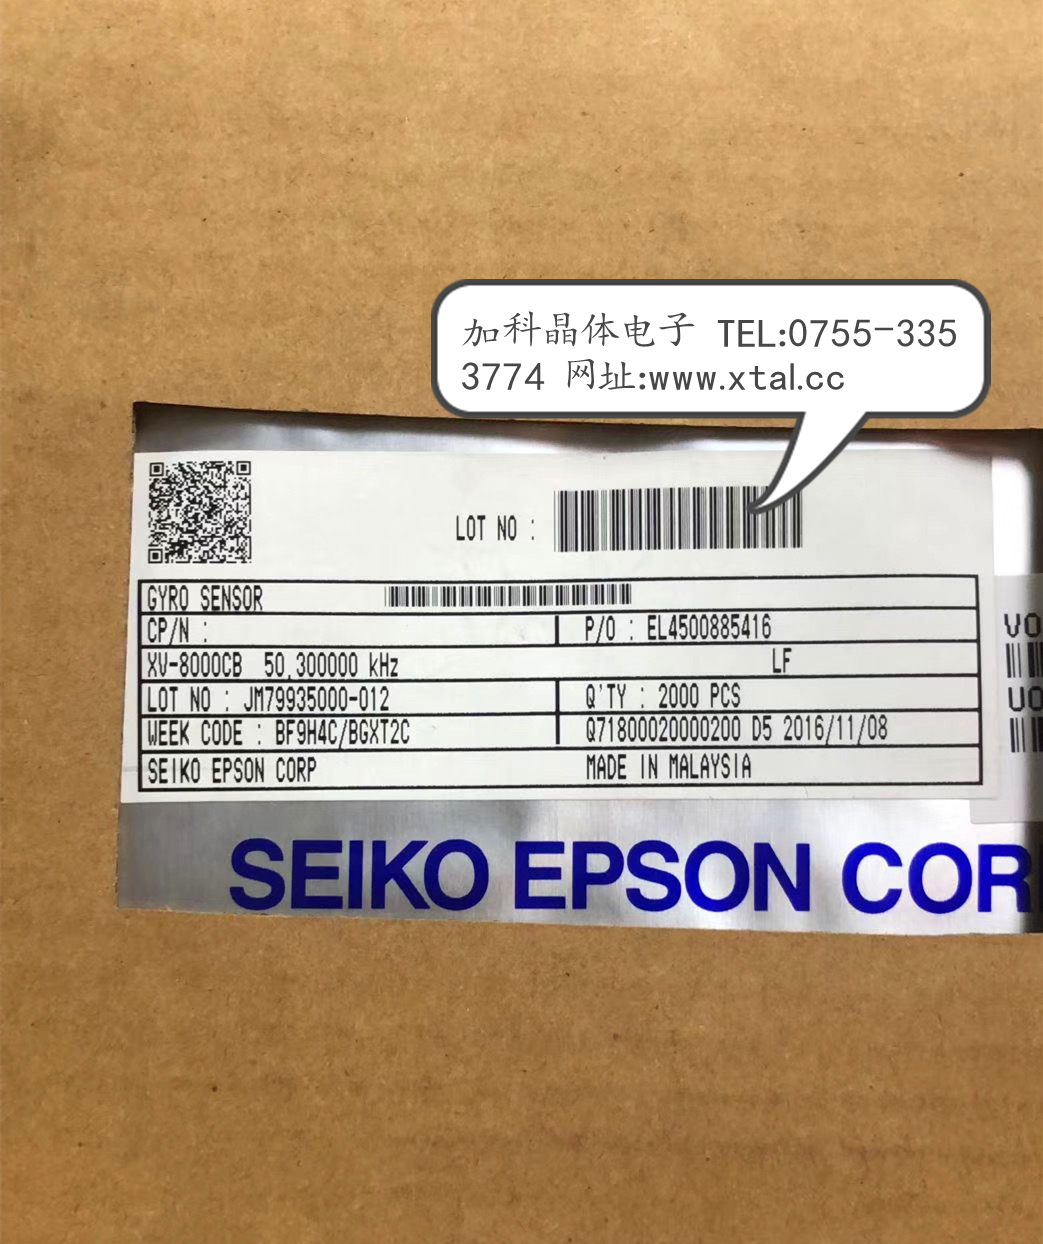 加科晶体电子 TEL:0755-335
3774 网址:www.xtal.cc
LOT NO :
GYRO SENSOR
CP/N :
P/O : EL4500885416
XV-8000CB 50,300000 kHz LF
LOT NO : JM79935000-012
Q'TY : 2000 PCS
WEEK CODE : BF9H4C/BGXT2C
Q71800020000200 D5 2016/11/08
SEIKO EPSON CORP
MADE IN MALAYSIA
VO
UO
SEIKO EPSON COR